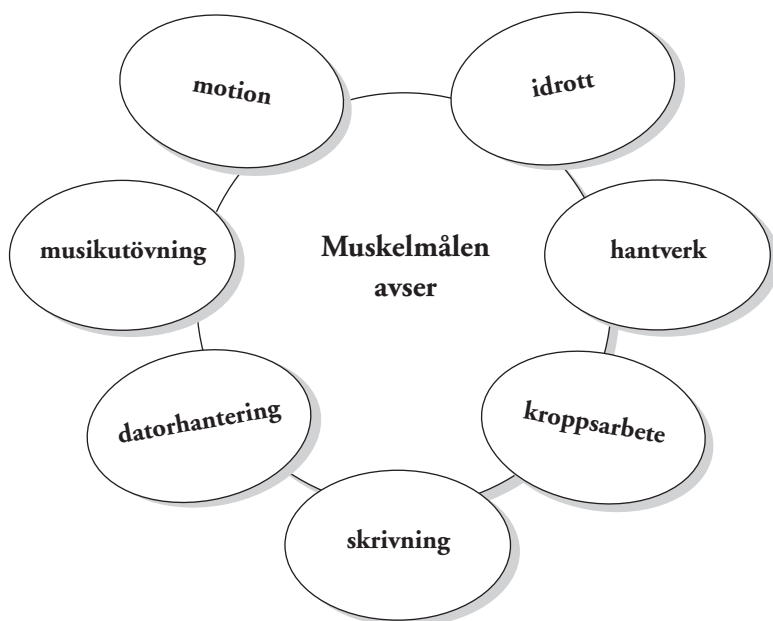 motion
idrott
musikutövning
Muskelmålen
avser
hantverk
datorhantering
kroppsarbete
skrivning